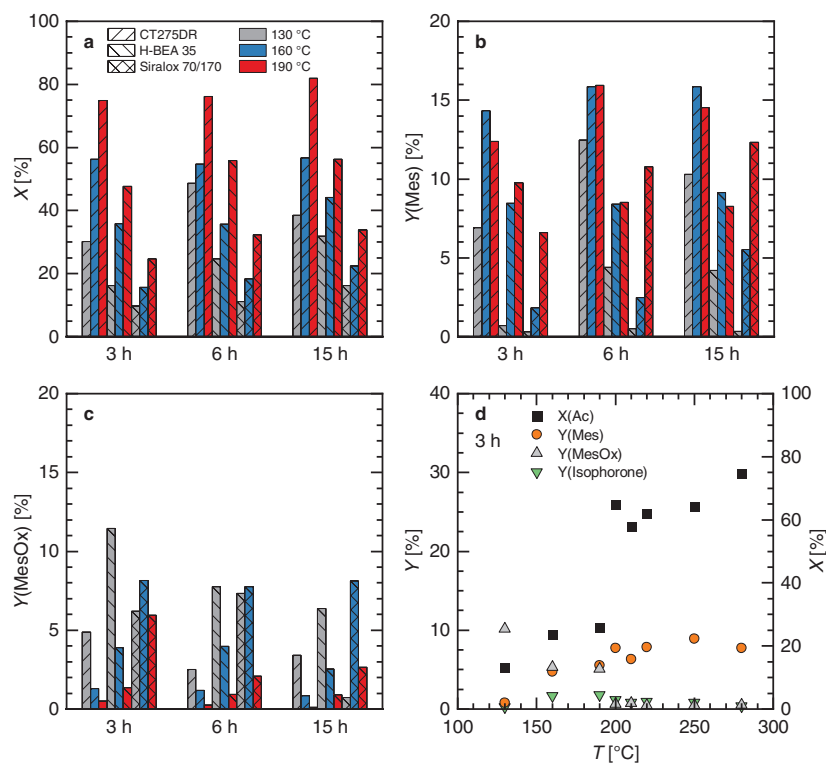 a
CT275DR
H-BEA 35
Siralox 70/170
130 °C
160 °C
190 °C
100
80
60
40
20
0
X [%]
3 h
6 h
15 h
b
20
15
10
5
0
Y(Mes) [%]
3 h
6 h
15 h
c
20
15
10
5
0
Y(MesOx) [%]
3 h
6 h
15 h
d
3 h
X(Ac)
Y(Mes)
Y(MesOx)
Y(Isophorone)
40
30
20
10
0
Y [%]
100
80
60
40
20
0
X [%]
100
150
200
250
300
T [°C]